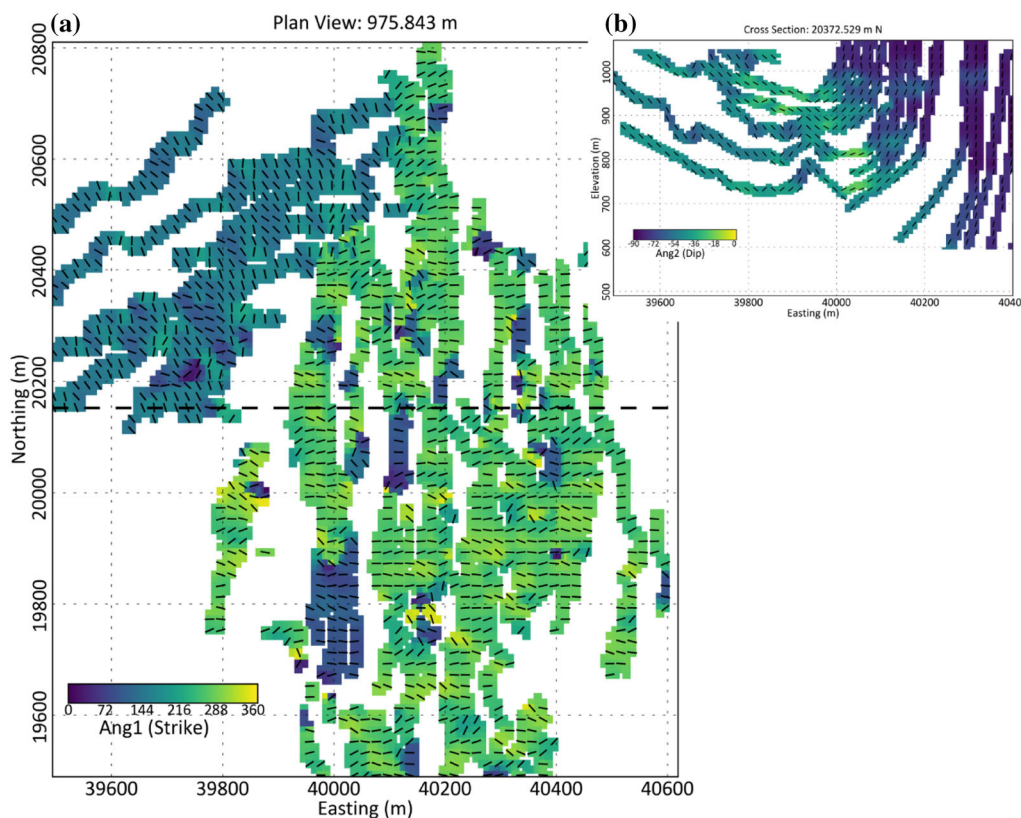 (a)
Plan View: 975.843 m
20800
20600
20400
20200
20000
19800
19600
Northing (m)
0 72 144 216 288 360
Ang1 (Strike)
39600 39800 40000 40200 40400 40600
Easting (m)
(b)
Cross Section: 20372.529 m N
1000
900
800
700
600
500
Elevation (m)
-90 -72 -54 -36 -18 0
Ang2 (Dip)
39600 39800 40000 40200 4040
Easting (m)